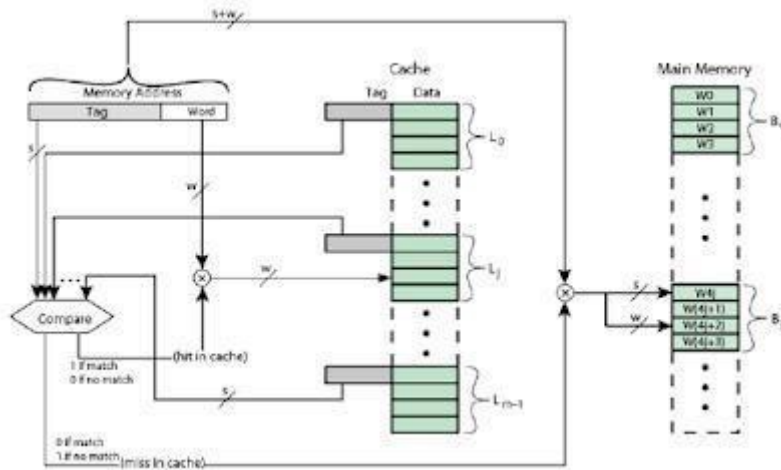 s+w
Cache
Main Memory
Memory Address
Tag Data
Tag Word
W0
W1
W2
W3
L0
s
w
w
Lj
s
W4j
W(4j+1)
W(4j+2)
W(4j+3)
w
Compare
(hit in cache)
1 if match
0 if no match
s
Lm–1
0 if match
1 if no match
(miss in cache)